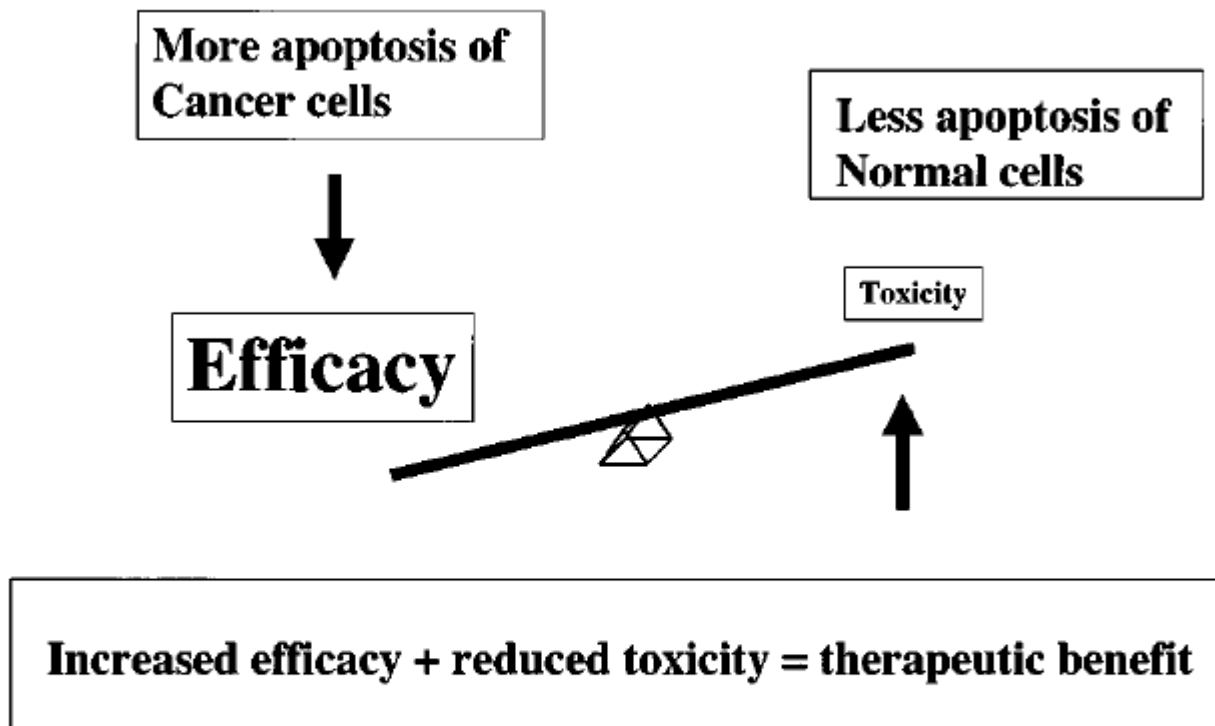 More apoptosis of
Cancer cells
Less apoptosis of
Normal cells
Toxicity
Efficacy
Increased efficacy + reduced toxicity = therapeutic benefit